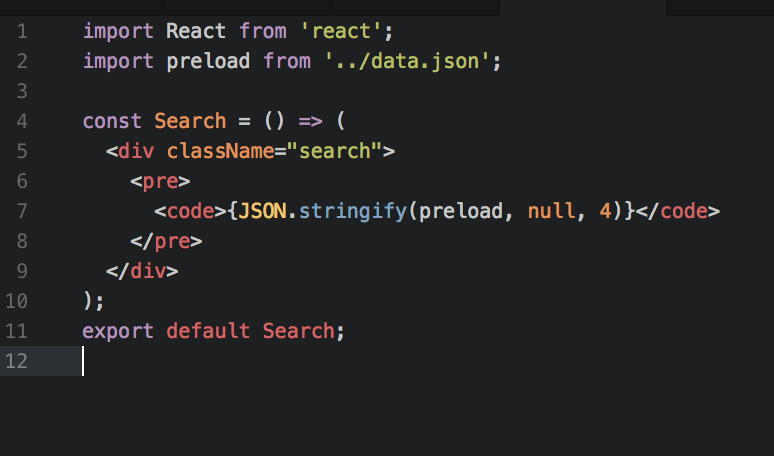 1 import React from 'react';
2 import preload from '../data.json';
3
4 const Search = () => (
5   <div className="search">
6     <pre>
7       <code>{JSON.stringify(preload, null, 4)}</code>
8     </pre>
9   </div>
10 );
11 export default Search;
12